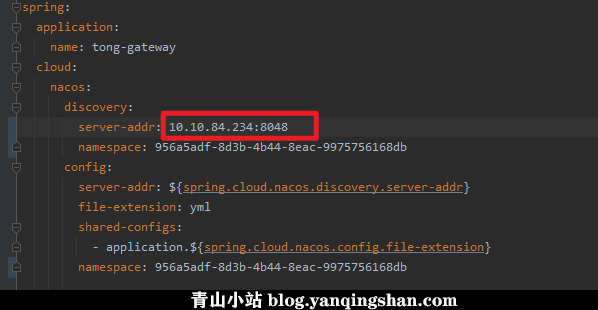 spring:
  application:
    name: tong-gateway
  cloud:
    nacos:
      discovery:
        server-addr: 10.10.84.234:8048
        namespace: 956a5adf-8d3b-4b44-8eac-9975756168db
      config:
        server-addr: ${spring.cloud.nacos.discovery.server-addr}
        file-extension: yml
        shared-configs:
          - application.${spring.cloud.nacos.config.file-extension}
        namespace: 956a5adf-8d3b-4b44-8eac-9975756168db
青山小站 blog.yanqingshan.com